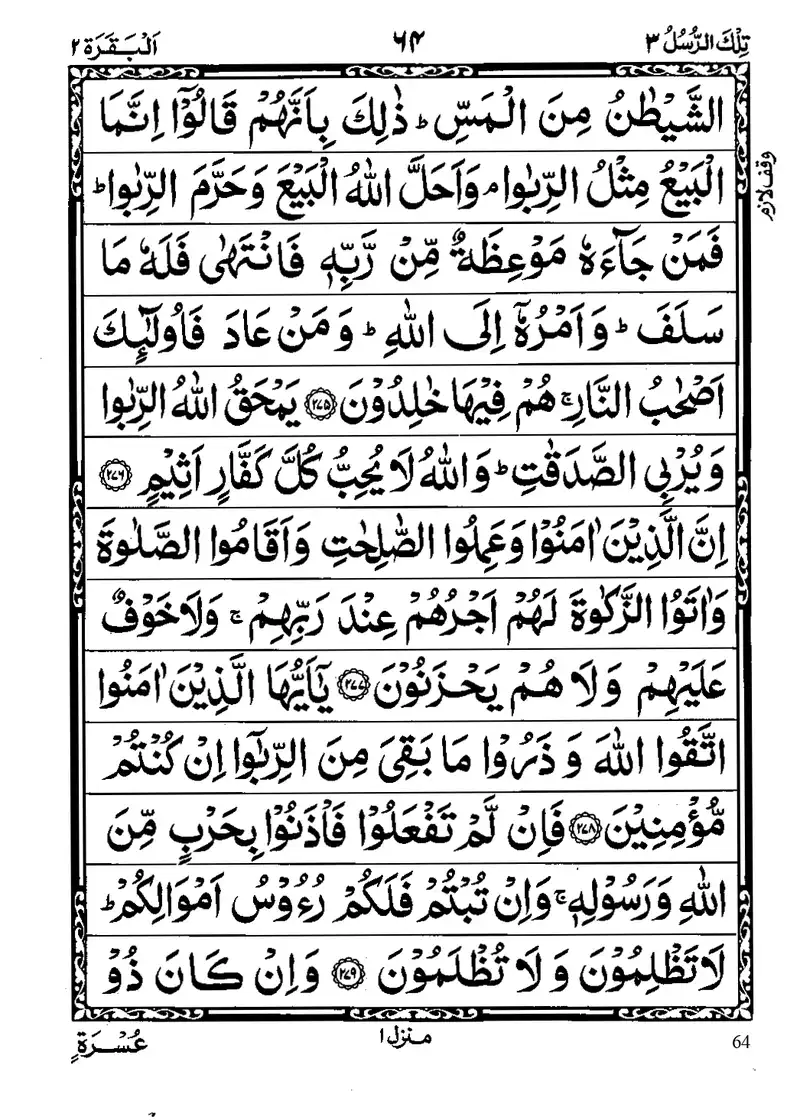 تِلْكَ الرُّسُلُ ٣
٦٤
اَلْبَقَرَة ٢
الشَّيْطٰنُ مِنَ الْمَسِّ ؕ ذٰلِكَ بِاَنَّهُمْ قَالُوْۤا اِنَّمَا
الْبَيْعُ مِثْلُ الرِّبٰوا ۘ وَاَحَلَّ اللّٰهُ الْبَيْعَ وَحَرَّمَ الرِّبٰوا ؕ
وقف لازم
فَمَنْ جَآءَهٗ مَوْعِظَةٌ مِّنْ رَّبِّهٖ فَانْتَهٰى فَلَهٗ مَا
سَلَفَ ؕ وَاَمْرُهٗۤ اِلَى اللّٰهِ ؕ وَمَنْ عَادَ فَاُولٰٓئِكَ
اَصْحٰبُ النَّارِ ۚ هُمْ فِيْهَا خٰلِدُوْنَ ﴿٢٧٥﴾ يَمْحَقُ اللّٰهُ الرِّبٰوا
وَيُرْبِى الصَّدَقٰتِ ؕ وَاللّٰهُ لَا يُحِبُّ كُلَّ كَفَّارٍ اَثِيْمٍ ﴿٢٧٦﴾
اِنَّ الَّذِيْنَ اٰمَنُوْا وَعَمِلُوا الصّٰلِحٰتِ وَاَقَامُوا الصَّلٰوةَ
وَاٰتَوُا الزَّكٰوةَ لَهُمْ اَجْرُهُمْ عِنْدَ رَبِّهِمْ ۚ وَلَا خَوْفٌ
عَلَيْهِمْ وَلَا هُمْ يَحْزَنُوْنَ ﴿٢٧٧﴾ يٰۤاَيُّهَا الَّذِيْنَ اٰمَنُوا
اتَّقُوا اللّٰهَ وَذَرُوْا مَا بَقِىَ مِنَ الرِّبٰۤوا اِنْ كُنْتُمْ
مُّؤْمِنِيْنَ ﴿٢٧٨﴾ فَاِنْ لَّمْ تَفْعَلُوْا فَاْذَنُوْا بِحَرْبٍ مِّنَ
اللّٰهِ وَرَسُوْلِهٖ ۚ وَاِنْ تُبْتُمْ فَلَكُمْ رُءُوْسُ اَمْوَالِكُمْ ؕ
لَا تَظْلِمُوْنَ وَلَا تُظْلَمُوْنَ ﴿٢٧٩﴾ وَاِنْ كَانَ ذُوْ
64
منزل ١
عُسْرَةٍ